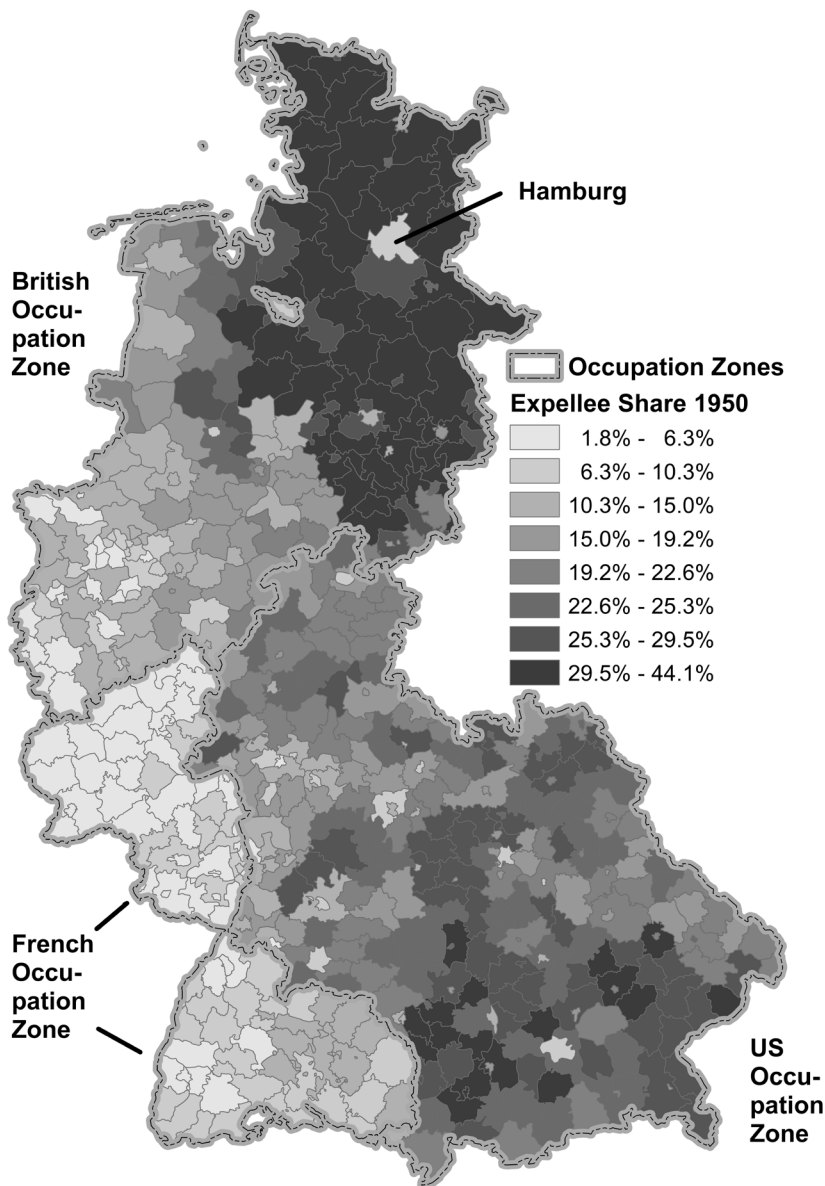 Hamburg
British
Occu-
pation
Zone
Occupation Zones
Expellee Share 1950
1.8% - 6.3%
6.3% - 10.3%
10.3% - 15.0%
15.0% - 19.2%
19.2% - 22.6%
22.6% - 25.3%
25.3% - 29.5%
29.5% - 44.1%
French
Occu-
pation
Zone
US
Occu-
pation
Zone